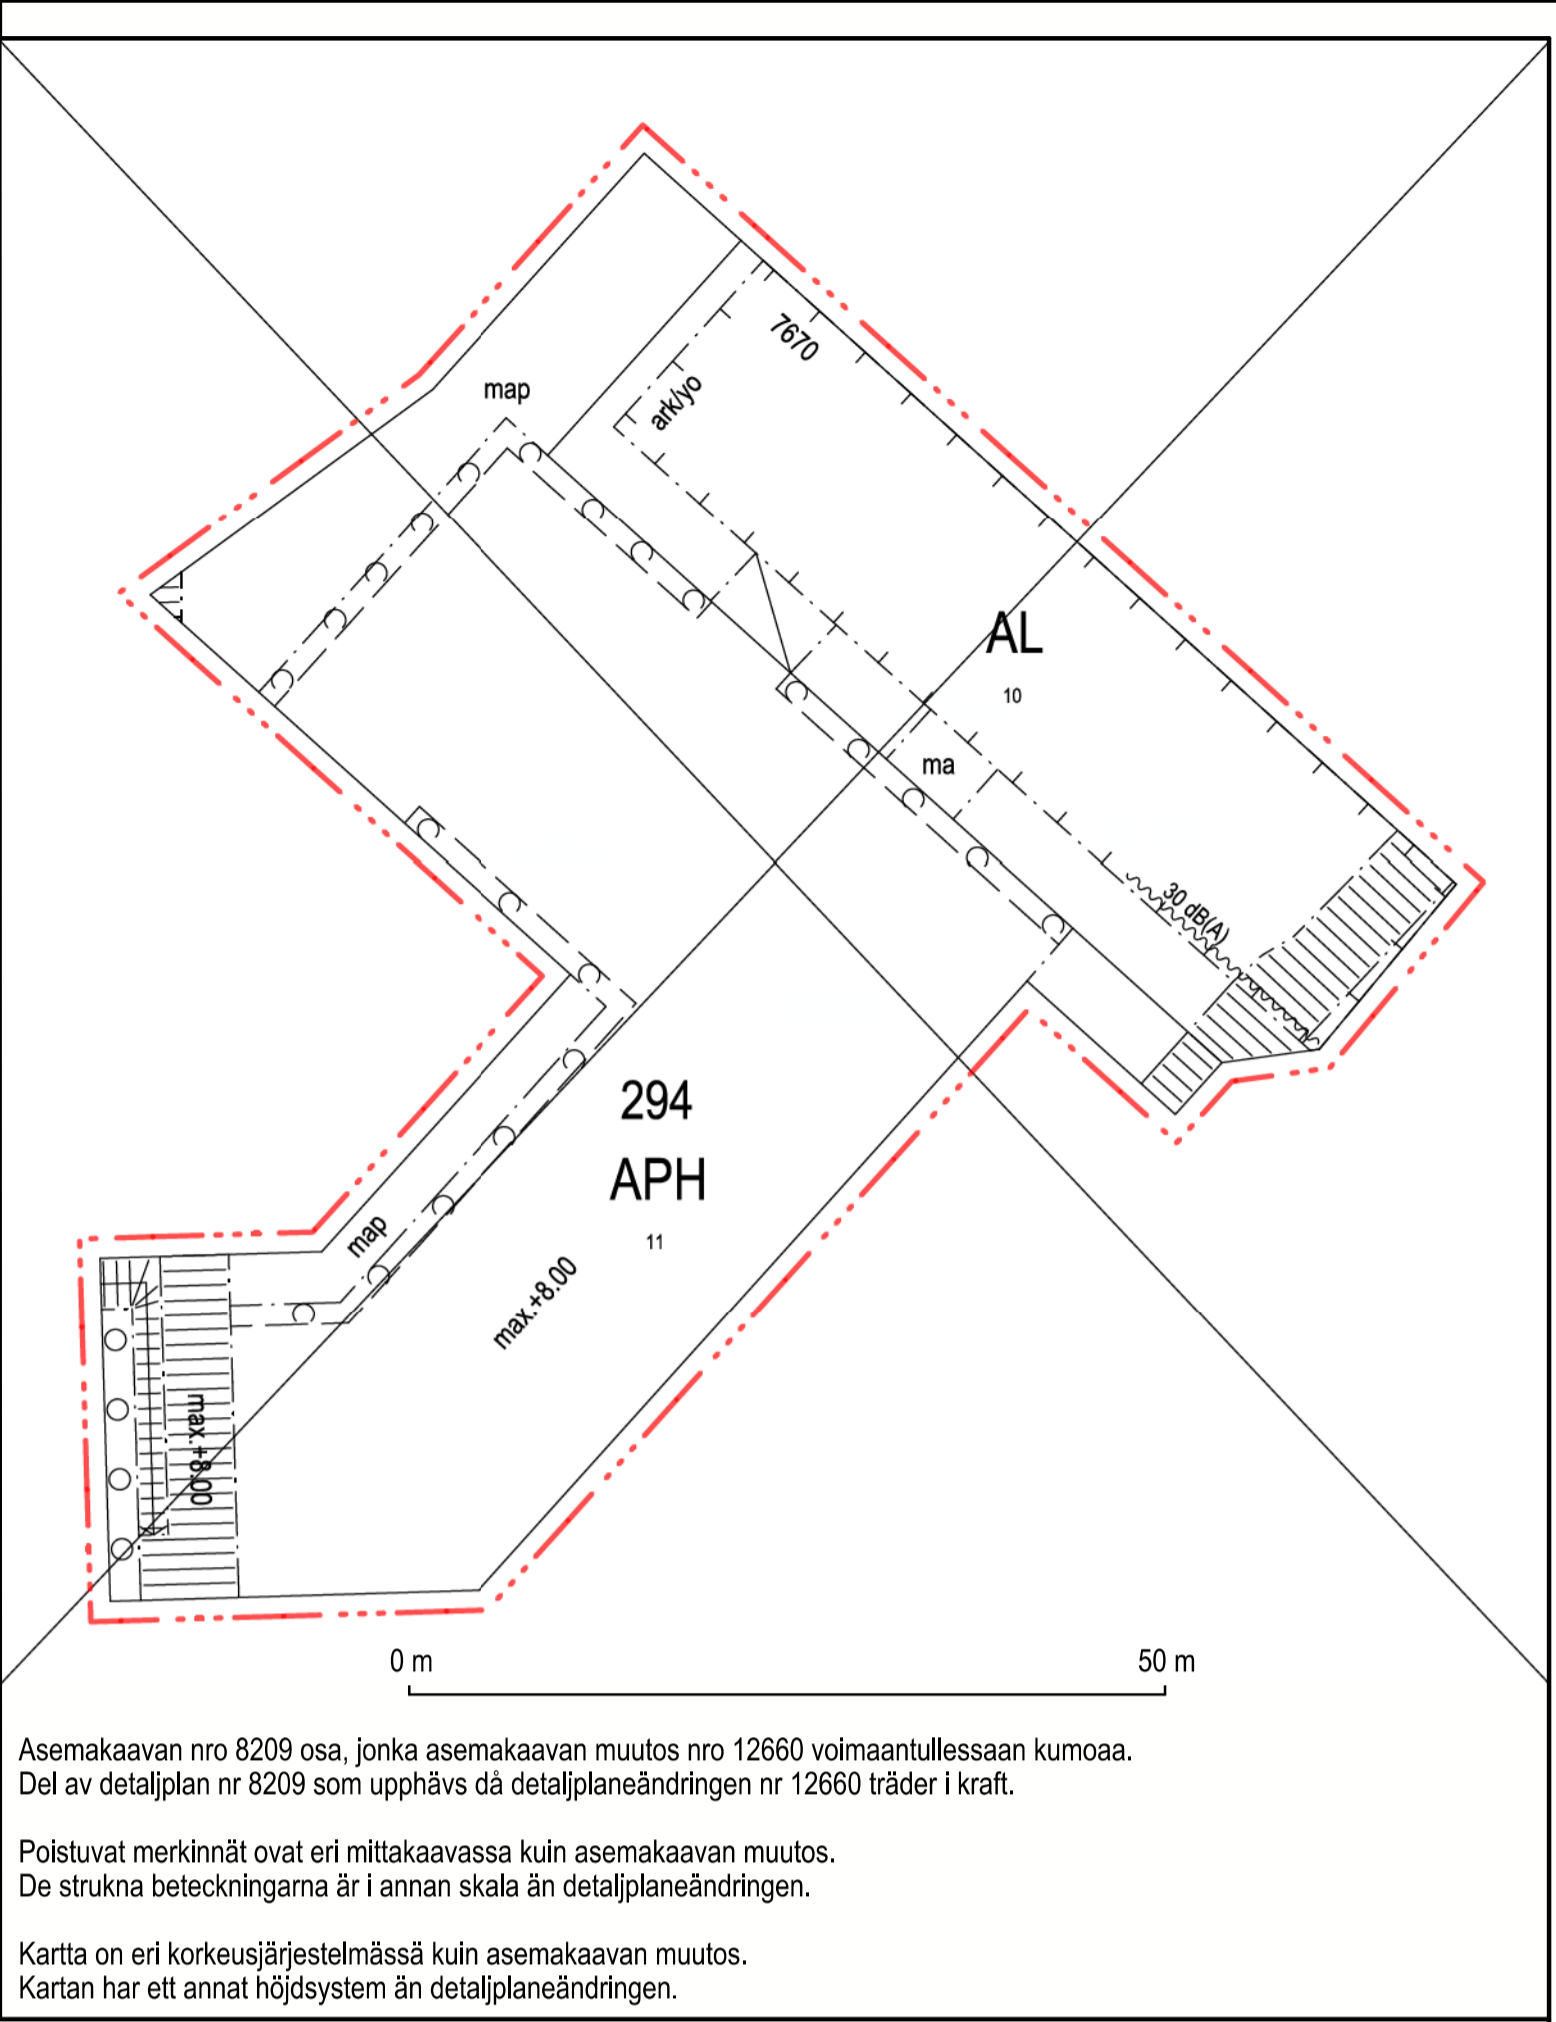 map
7670
ark/yo
AL
10
ma
30 dB(A)
294
APH
11
map
max.+8.00
max.+8.00
0 m 50 m
Asemakaavan nro 8209 osa, jonka asemakaavan muutos nro 12660 voimaantullessaan kumoaa.
Del av detaljplan nr 8209 som upphävs då detaljplaneändringen nr 12660 träder i kraft.
Poistuvat merkinnät ovat eri mittakaavassa kuin asemakaavan muutos.
De strukna beteckningarna är i annan skala än detaljplaneändringen.
Kartta on eri korkeusjärjestelmässä kuin asemakaavan muutos.
Kartan har ett annat höjdsystem än detaljplaneändringen.